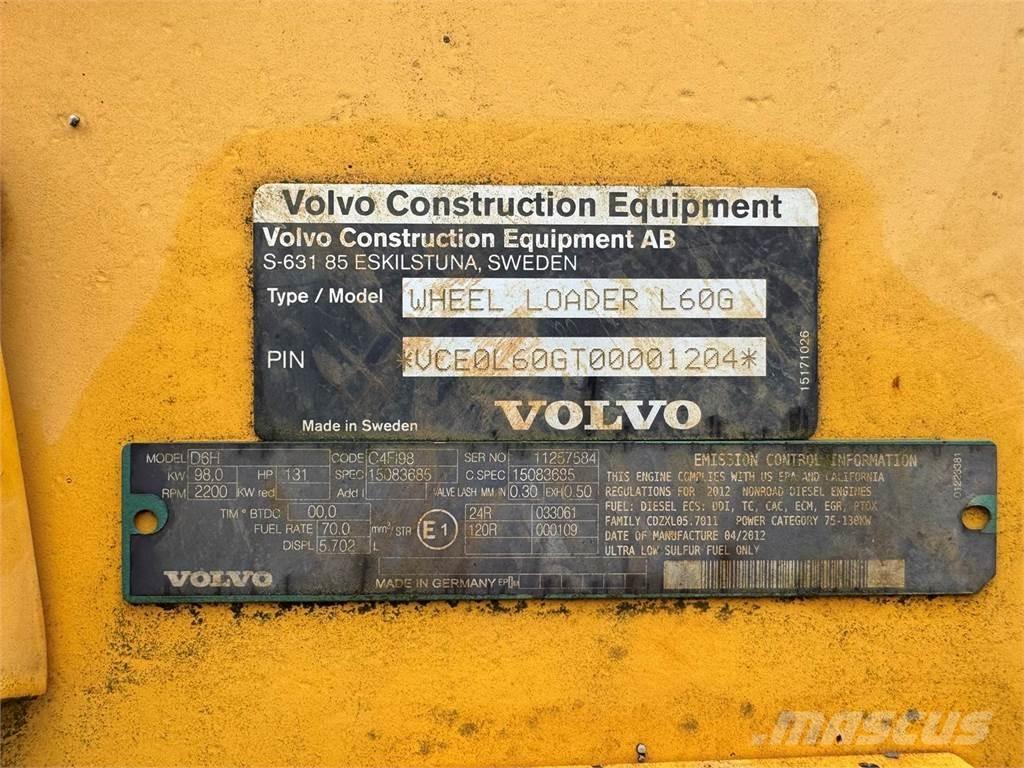 Volvo Construction Equipment
Volvo Construction Equipment AB
S-631 85 ESKILSTUNA, SWEDEN
Type / Model WHEEL LOADER L60G
PIN *VCE0L60GT00001204*
15171026
Made in Sweden VOLVO
MODEL D6H CODE C4FI98 SER NO 11257584
KW 98,0 HP 131 SPEC 15083685 C SPEC 15083685
RPM 2200 KW red Add I VALVE LASH MM IN 0.30 EXH 0.50
TIM ° BTDC 00,0 24R 033061
FUEL RATE 70.0 mm³/STR E1 120R 000109
DISPL 5.702 L
VOLVO MADE IN GERMANY
EMISSION CONTROL INFORMATION
THIS ENGINE COMPLIES WITH US EPA AND CALIFORNIA
REGULATIONS FOR 2012 NONROAD DIESEL ENGINES
FUEL: DIESEL ECS: DDI, TC, CAC, ECM, EGR, PTOX
FAMILY CDZXL05.7011 POWER CATEGORY 75-130KW
DATE OF MANUFACTURE 04/2012
ULTRA LOW SULFUR FUEL ONLY
01223381
mascus